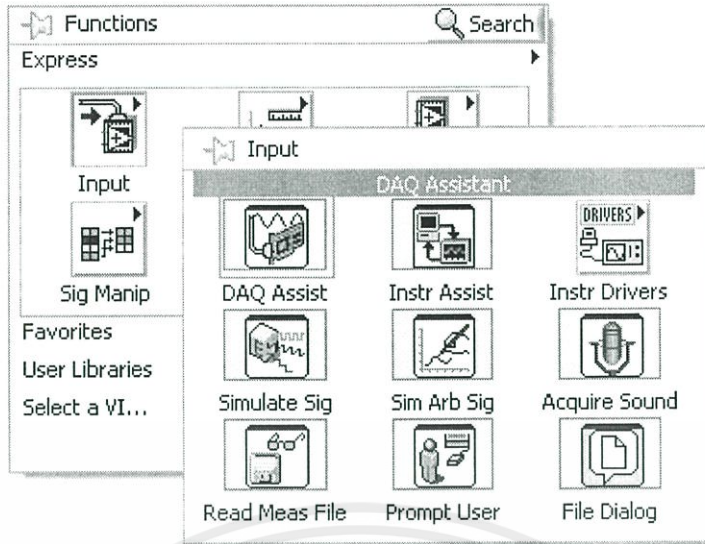 Functions
Search
Express
Input
Sig Manip
Favorites
User Libraries
Select a VI...
Input
DAQ Assistant
DRIVERS
DAQ Assist
Instr Assist
Instr Drivers
Simulate Sig
Sim Arb Sig
Acquire Sound
Read Meas File
Prompt User
File Dialog